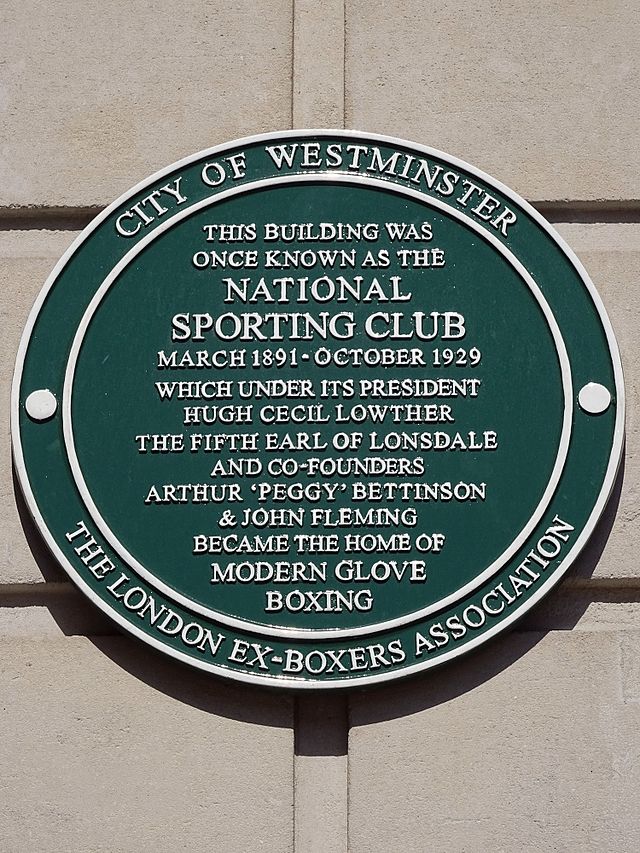 CITY OF WESTMINSTER
THIS BUILDING WAS
ONCE KNOWN AS THE
NATIONAL
SPORTING CLUB
MARCH 1891 - OCTOBER 1929
WHICH UNDER ITS PRESIDENT
HUGH CECIL LOWTHER
THE FIFTH EARL OF LONSDALE
AND CO-FOUNDERS
ARTHUR 'PEGGY' BETTINSON
& JOHN FLEMING
BECAME THE HOME OF
MODERN GLOVE
BOXING
THE LONDON EX-BOXERS ASSOCIATION